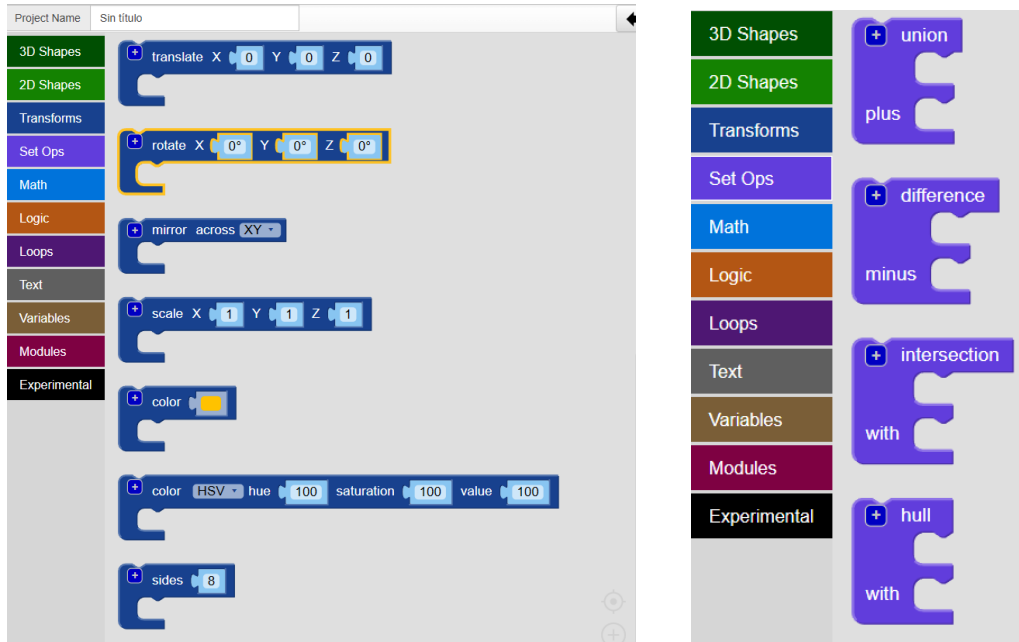 Project Name Sin título
3D Shapes
2D Shapes
Transforms
Set Ops
Math
Logic
Loops
Text
Variables
Modules
Experimental
+ translate X 0 Y 0 Z 0
+ rotate X 0° Y 0° Z 0°
+ mirror across XY
+ scale X 1 Y 1 Z 1
+ color
+ color HSV hue 100 saturation 100 value 100
+ sides 8
3D Shapes
2D Shapes
Transforms
Set Ops
Math
Logic
Loops
Text
Variables
Modules
Experimental
+ union
plus
+ difference
minus
+ intersection
with
+ hull
with